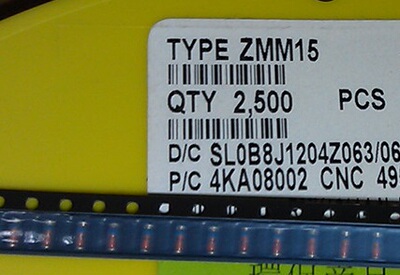 TYPE ZMM15
QTY 2,500 PCS
D/C SL0B8J1204Z063/06
P/C 4KA08002 CNC 49